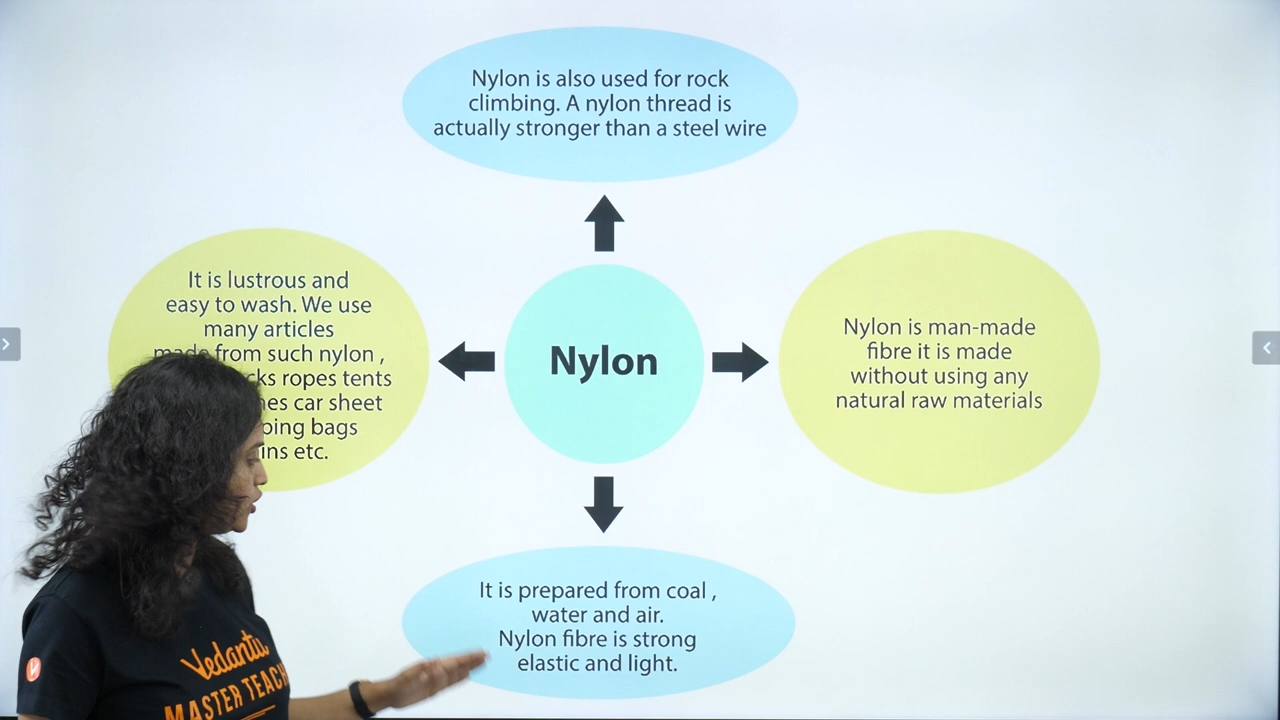 Nylon is also used for rock
climbing. A nylon thread is
actually stronger than a steel wire
It is lustrous and
easy to wash. We use
many articles
made from such nylon ,
ropes tents
car sheet
bags
etc.
Nylon
Nylon is man-made
fibre it is made
without using any
natural raw materials
It is prepared from coal ,
water and air.
Nylon fibre is strong
elastic and light.
Vedantu
MASTER